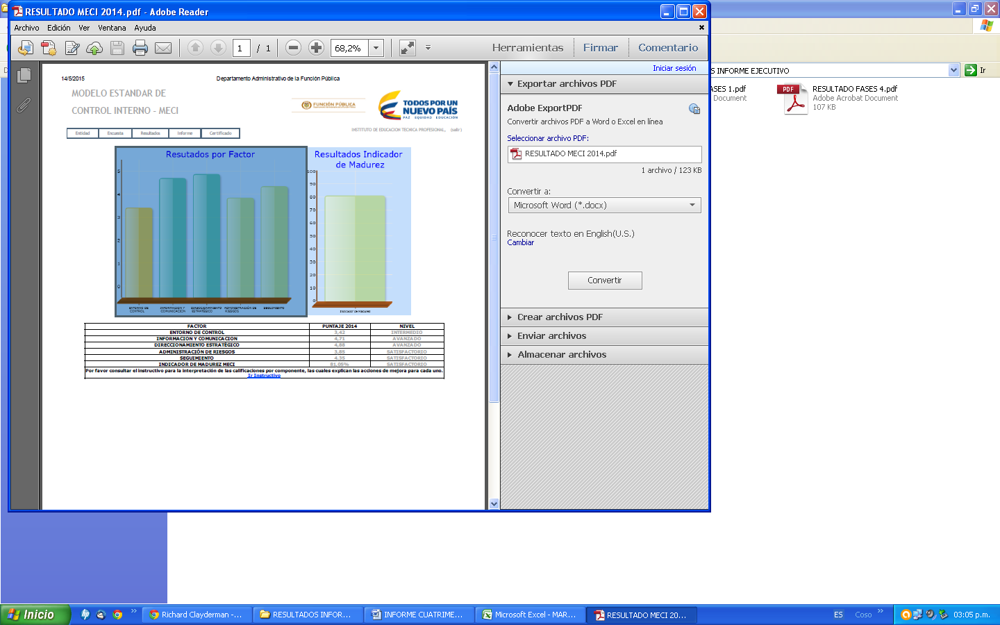 RESULTADO MECI 2014.pdf - Adobe Reader
Archivo Edición Ver Ventana Ayuda
1 / 1 68,2% Herramientas Firmar Comentario
Iniciar sesión
Exportar archivos PDF
Adobe ExportPDF
Convertir archivos PDF a Word o Excel en línea
Seleccionar archivo PDF:
RESULTADO MECI 2014.pdf
1 archivo / 123 KB
Convertir a:
Microsoft Word (*.docx)
Reconocer texto en English(U.S.)
Cambiar
Convertir
Crear archivos PDF
Enviar archivos
Almacenar archivos
14/5/2015 Departamento Administrativo de la Función Pública
MODELO ESTANDAR DE
CONTROL INTERNO - MECI
FUNCIÓN PÚBLICA
TODOS POR UN
NUEVO PAÍS
PAZ EQUIDAD EDUCACIÓN
Entidad Encuesta Resultados Informe Certificado
INSTITUTO DE EDUCACION TECNICA PROFESIONAL, (salir)
Resutados por Factor
5
4
3
2
1
0
ENTORNO DE CONTROL
INFORMACION Y COMUNICACION
DIRECCIONAMIENTO ESTRATÉGICO
ADMINISTRACIÓN DE RIESGOS
SEGUIMIENTO
Resultados Indicador
de Madurez
100
90
80
70
60
50
40
30
20
10
0
Indicador de Madurez
FACTOR PUNTAJE 2014 NIVEL
ENTORNO DE CONTROL 3,42 INTERMEDIO
INFORMACION Y COMUNICACION 4,71 AVANZADO
DIRECCIONAMIENTO ESTRATÉGICO 4,88 AVANZADO
ADMINISTRACIÓN DE RIESGOS 3,85 SATISFACTORIO
SEGUIMIENTO 4,35 SATISFACTORIO
INDICADOR DE MADUREZ MECI 81,05% SATISFACTORIO
Por favor consultar el instructivo para la interpretación de las calificaciones por componente, las cuales explican las acciones de mejora para cada uno.
Ir Instructivo
S INFORME EJECUTIVO Ir
ASES 1.pdf
Document
PDF
RESULTADO FASES 4.pdf
Adobe Acrobat Document
107 KB
Inicio
Richard Clayderman -...
RESULTADOS INFOR...
INFORME CUATRIME...
Microsoft Excel - MAR...
RESULTADO MECI 20...
ES
Coso
03:05 p.m.